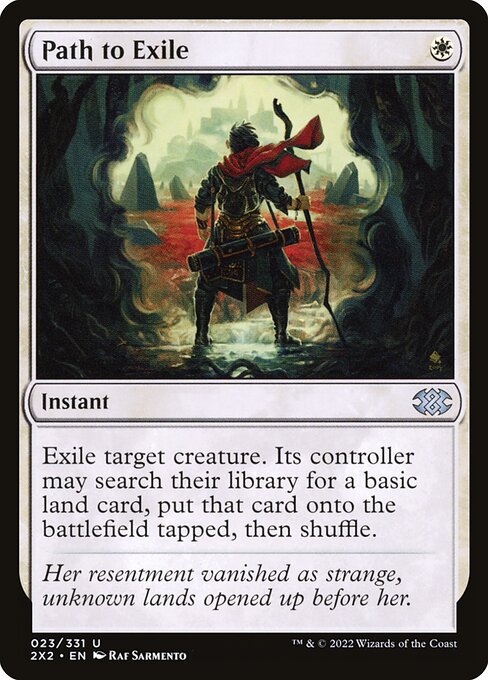 Path to Exile
Instant
Exile target creature. Its controller
may search their library for a basic
land card, put that card onto the
battlefield tapped, then shuffle.
Her resentment vanished as strange,
unknown lands opened up before her.
023/331 U
2X2 • EN Raf Sarmento
™ & © 2022 Wizards of the Coast